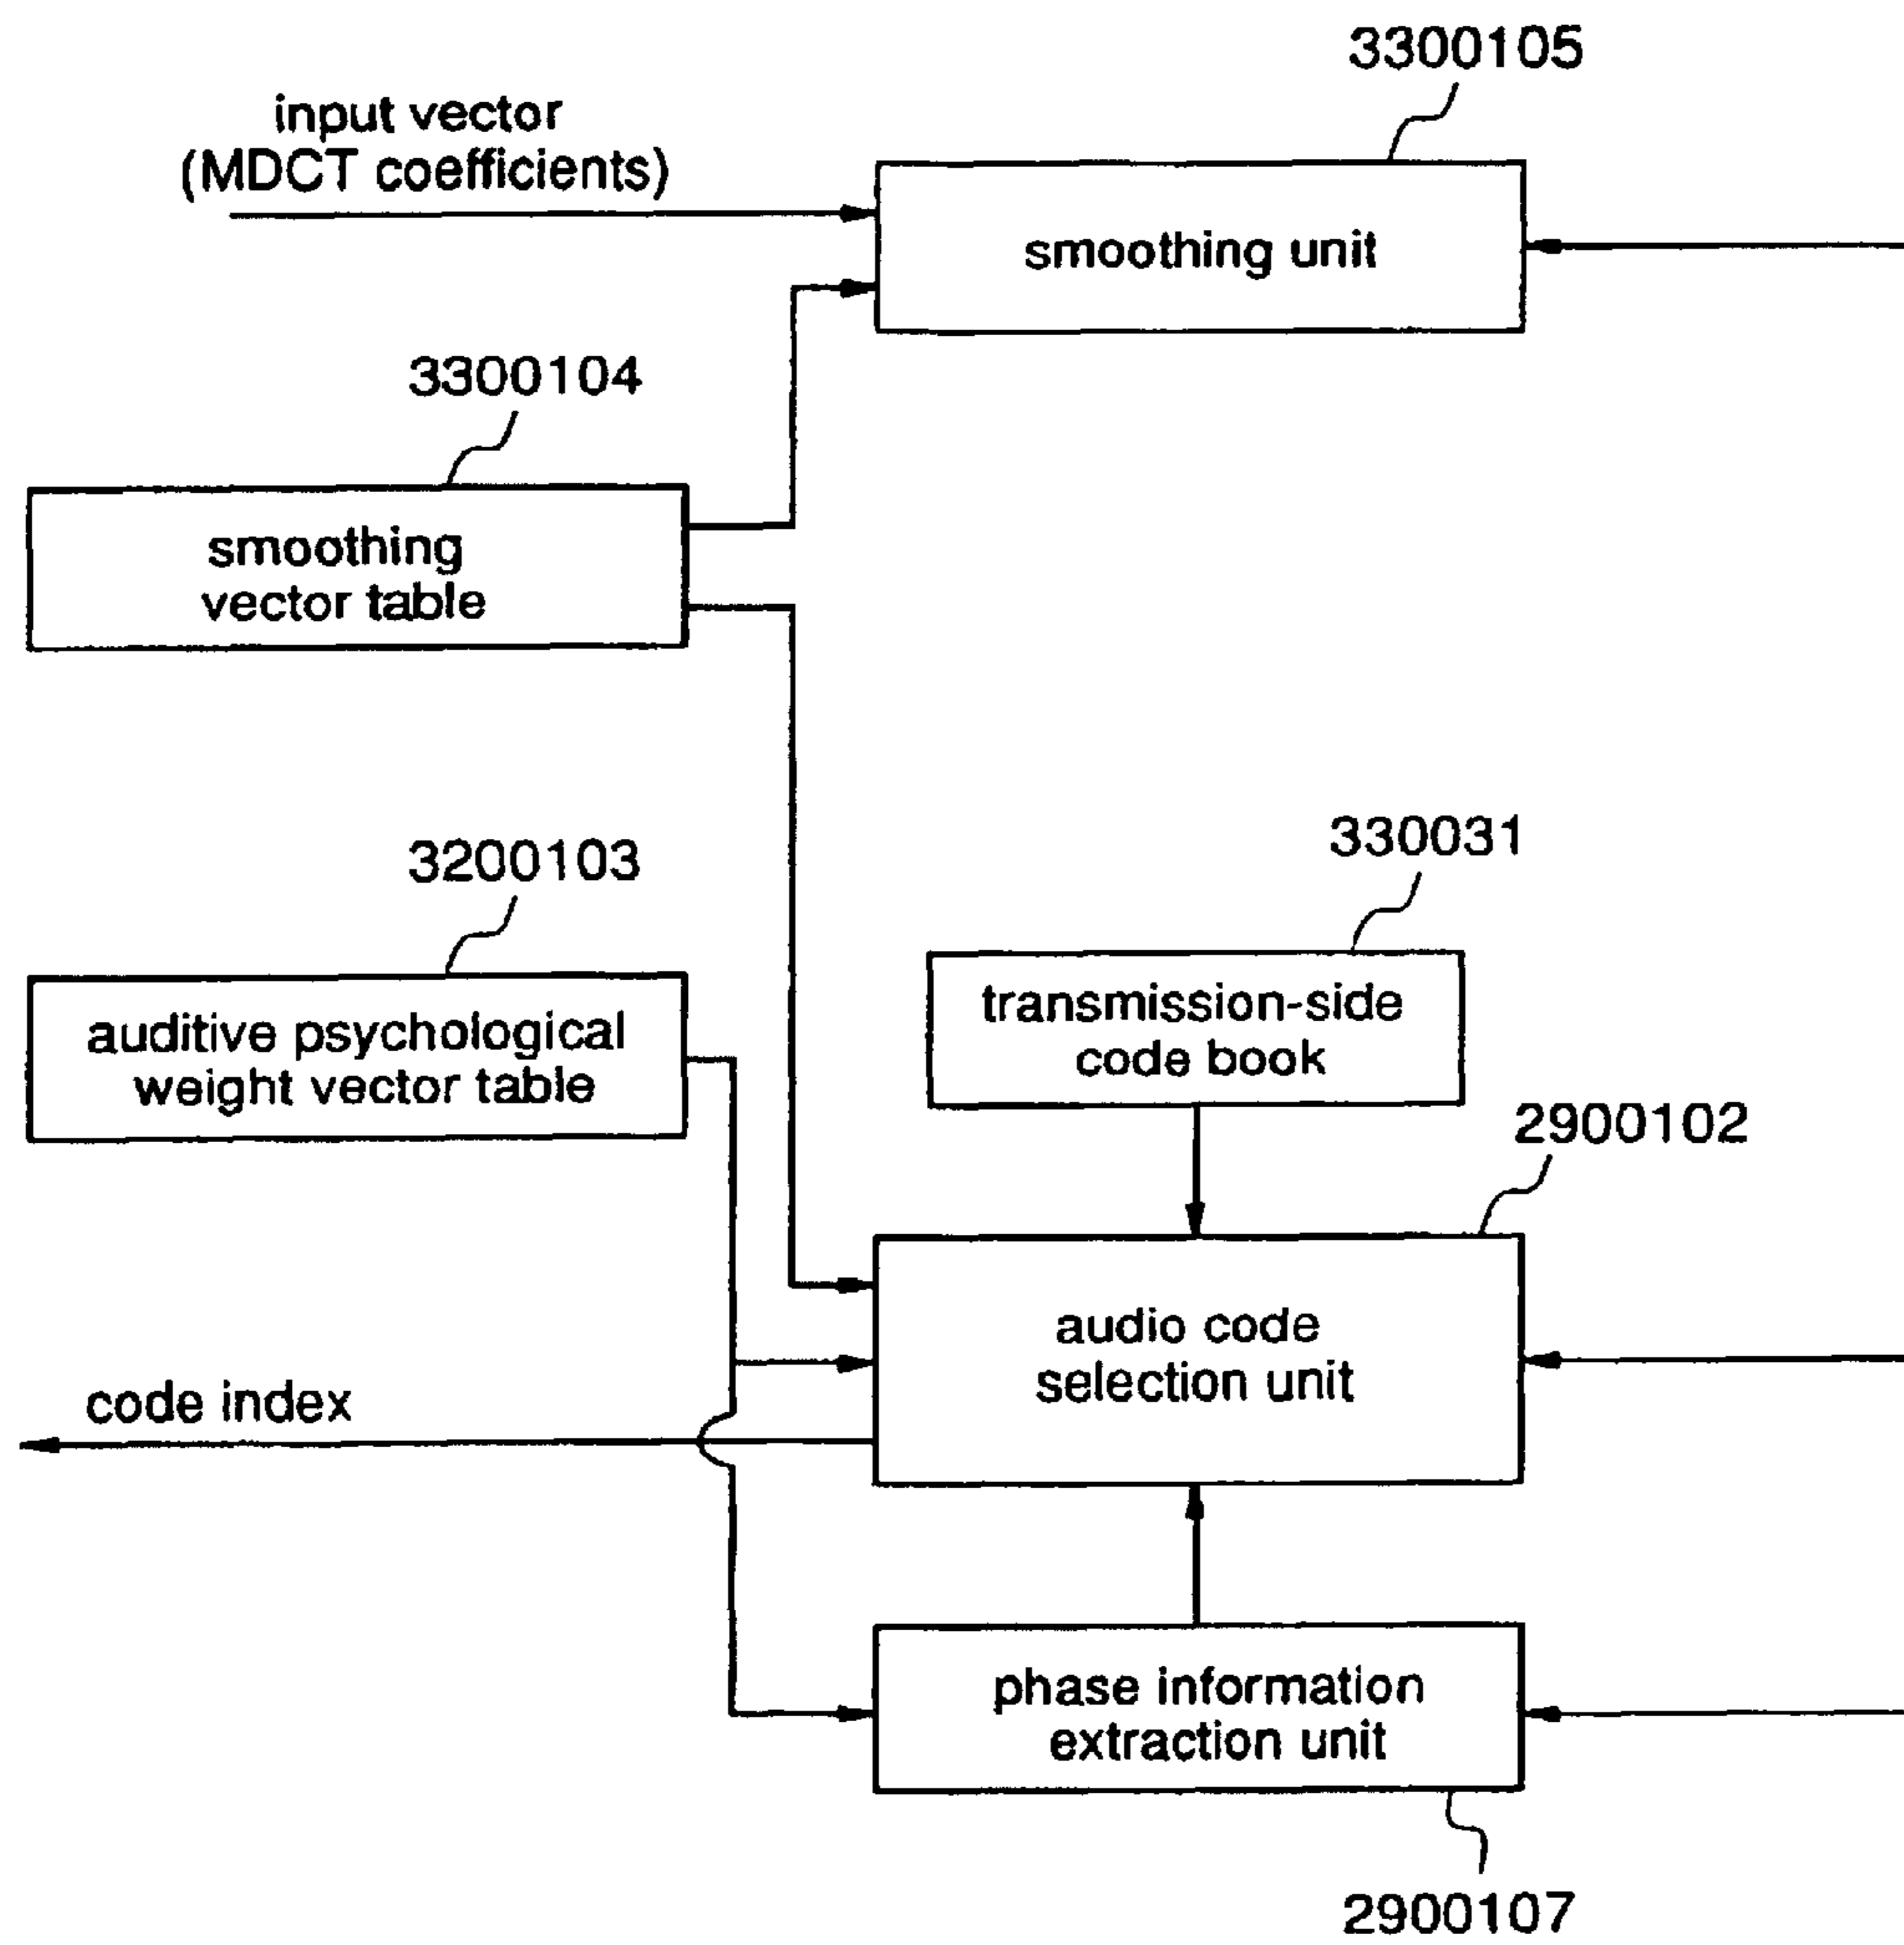 3300105
input vector
(MDCT coefficients)
smoothing unit
3300104
smoothing
vector table
3200103
330031
auditive psychological
weight vector table
transmission-side
code book
2900102
audio code
selection unit
code index
phase information
extraction unit
2900107